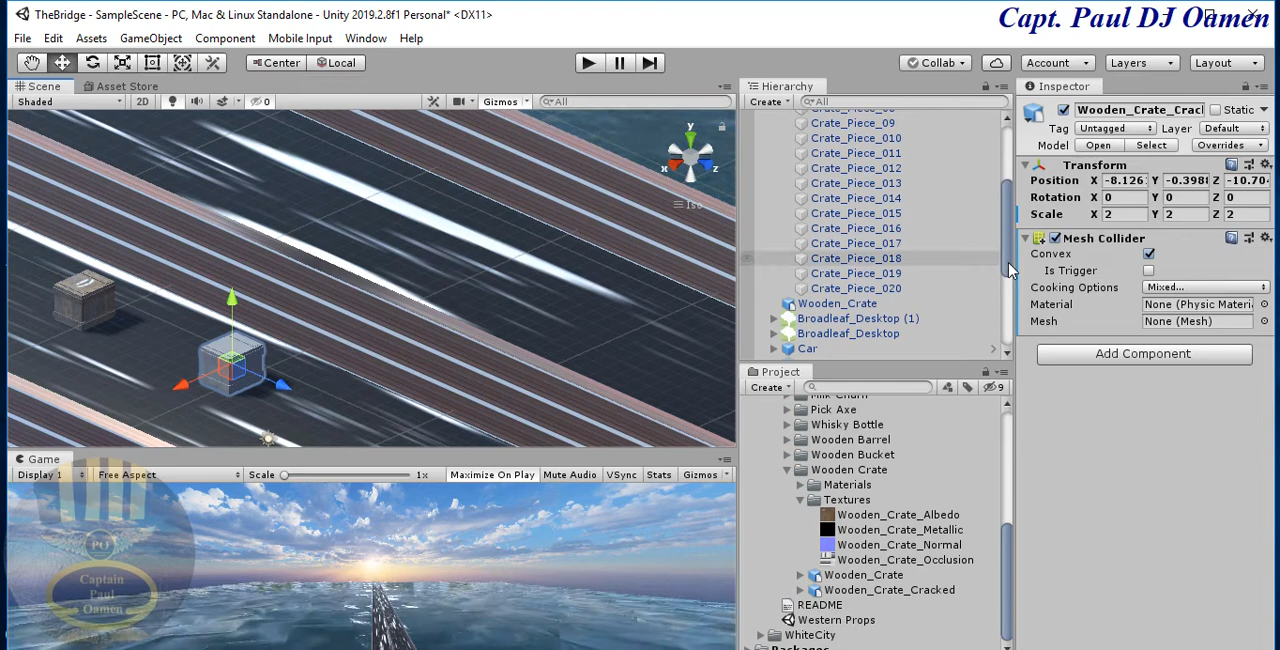 TheBridge - SampleScene - PC, Mac & Linux Standalone - Unity 2019.2.8f1 Personal* <DX11>
Capt. Paul DJ Oamen
File Edit Assets GameObject Component Mobile Input Window Help
Center Local Collab Account Layers Layout
Scene Asset Store
Shaded 2D 0 Gizmos All
y
x z
Iso
Hierarchy
Create All
Crate_Piece_09
Crate_Piece_010
Crate_Piece_011
Crate_Piece_012
Crate_Piece_013
Crate_Piece_014
Crate_Piece_015
Crate_Piece_016
Crate_Piece_017
Crate_Piece_018
Crate_Piece_019
Crate_Piece_020
Wooden_Crate
Broadleaf_Desktop (1)
Broadleaf_Desktop
Car
Inspector
Wooden_Crate_Cracl Static
Tag Untagged Layer Default
Model Open Select Overrides
Transform
Position X -8.126 Y -0.398 Z -10.70
Rotation X 0 Y 0 Z 0
Scale X 2 Y 2 Z 2
Mesh Collider
Convex
Is Trigger
Cooking Options Mixed...
Material None (Physic Materi
Mesh None (Mesh)
Add Component
Game
Display 1 Free Aspect Scale 1x Maximize On Play Mute Audio VSync Stats Gizmos
PO
Captain
Paul
Oamen
Project
Create 9
Milk Churn
Pick Axe
Whisky Bottle
Wooden Barrel
Wooden Bucket
Wooden Crate
Materials
Textures
Wooden_Crate_Albedo
Wooden_Crate_Metallic
Wooden_Crate_Normal
Wooden_Crate_Occlusion
Wooden_Crate
Wooden_Crate_Cracked
README
Western Props
WhiteCity
Packages